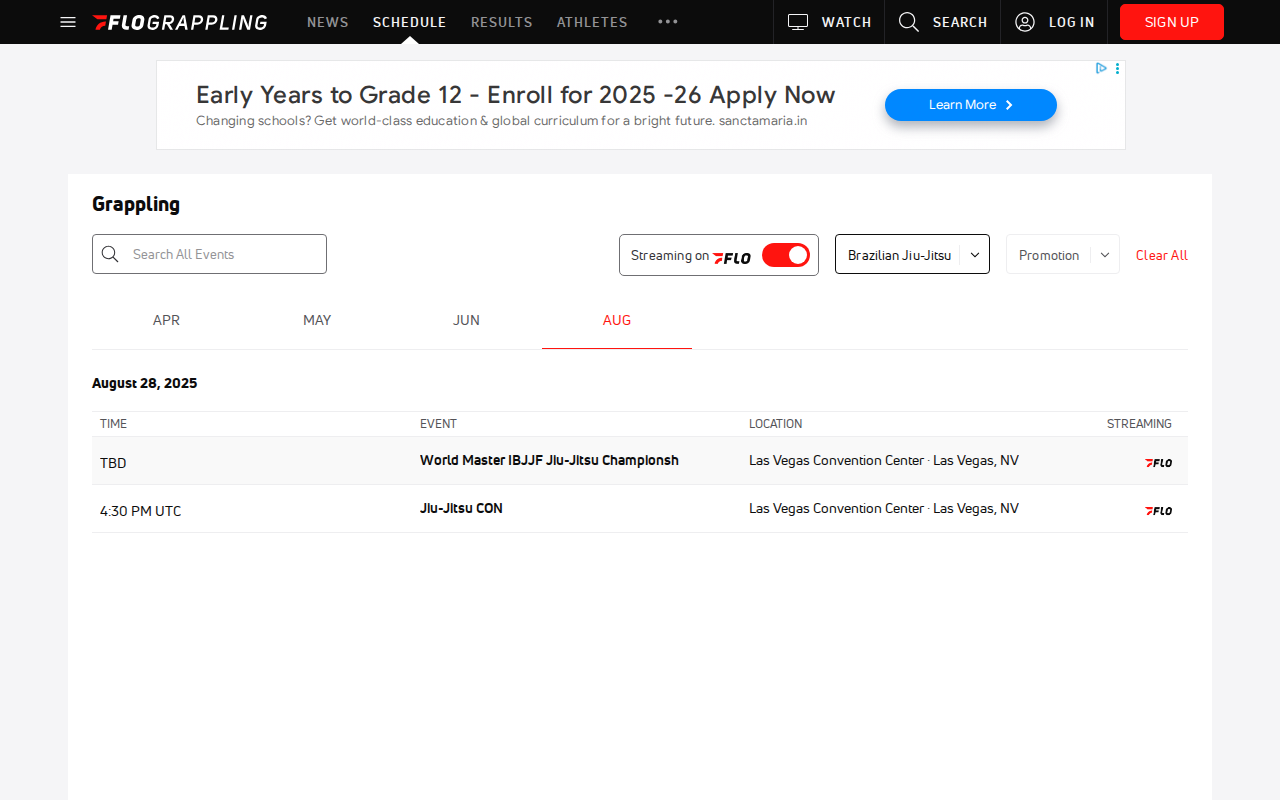 FLOGRAPPLING NEWS SCHEDULE RESULTS ATHLETES WATCH SEARCH LOG IN SIGN UP
Early Years to Grade 12 - Enroll for 2025 -26 Apply Now
Changing schools? Get world-class education & global curriculum for a bright future. sanctamaria.in
Learn More
Grappling
Search All Events Streaming on FLO Brazilian Jiu-Jitsu Promotion Clear All
APR MAY JUN AUG
August 28, 2025
TIME EVENT LOCATION STREAMING
TBD World Master IBJJF Jiu-Jitsu Championsh Las Vegas Convention Center · Las Vegas, NV FLO
4:30 PM UTC Jiu-Jitsu CON Las Vegas Convention Center · Las Vegas, NV FLO